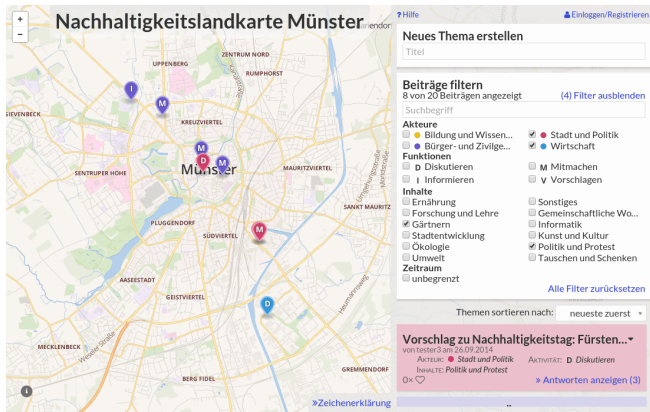 +
−
Nachhaltigkeitslandkarte Münster
ZENTRUM NORD
UPPENBERG
RUMPHORST
I
M
GIEVENBECK
KREUZVIERTEL
M
D
M
Münster
SENTRUPER HÖHE
MAURITZVIERTEL
Umgehungsstraße
SANKT MAURITZ
PLUGGENDORF
M
SÜDVIERTEL
AASEESTADT
GEISTVIERTEL
D
Heumannsweg
MECKLENBECK
Weseler Straße
GREMMENDORF
BERG FIDEL
i
»Zeichenerklärung
? Hilfe
Einloggen/Registrieren
Neues Thema erstellen
Titel
Beiträge filtern
8 von 20 Beiträgen angezeigt (4) Filter ausblenden
Suchbegriff
Akteure
Bildung und Wissen... Stadt und Politik
Bürger- und Zivilge... Wirtschaft
Funktionen
D Diskutieren M Mitmachen
I Informieren V Vorschlagen
Inhalte
Ernährung Sonstiges
Forschung und Lehre Gemeinschaftliche Wo...
Gärtnern Informatik
Stadtentwicklung Kunst und Kultur
Ökologie Politik und Protest
Umwelt Tauschen und Schenken
Zeitraum
unbegrenzt
Alle Filter zurücksetzen
Themen sortieren nach: neueste zuerst
Vorschlag zu Nachhaltigkeitstag: Fürsten...
von tester3 am 26.09.2014
AKTEUR: Stadt und Politik AKTIVITÄT: D Diskutieren
INHALTE: Politik und Protest
0× » Antworten anzeigen (3)